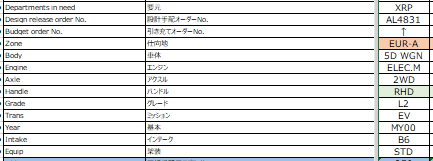 Departments in need 要元 XRP
Design release order No. 設計手配オーダーNo. AL4831
Budget order No. 引き充てオーダーNo. ↑
Zone 仕向地 EUR-A
Body 車体 5D WGN
Engine エンジン ELEC.M
Axle アクスル 2WD
Handle ハンドル RHD
Grade グレード L2
Trans ミッション EV
Year 基本 MY00
Intake インテーク B6
Equip 架装 STD